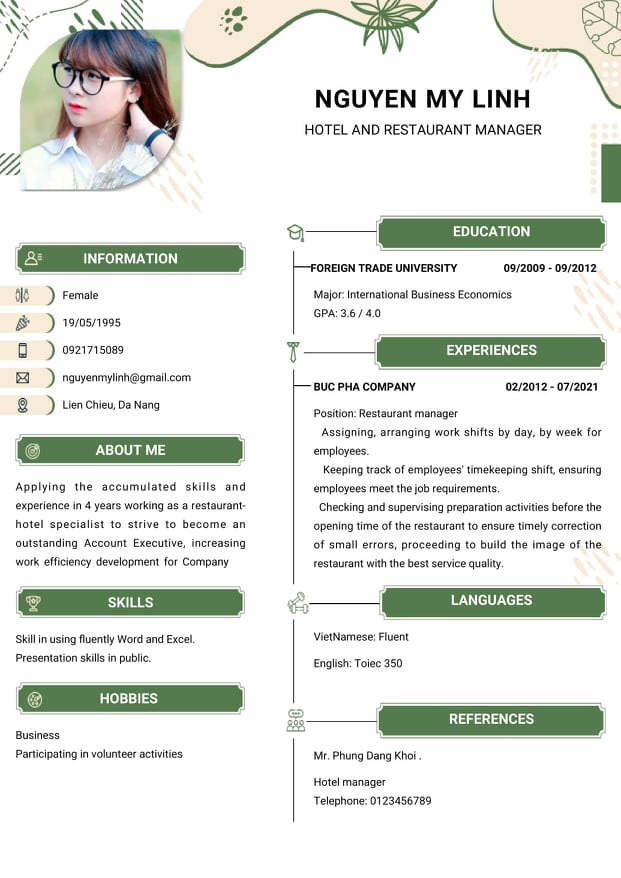 NGUYEN MY LINH
HOTEL AND RESTAURANT MANAGER
INFORMATION
Female
19/05/1995
0921715089
nguyenmylinh@gmail.com
Lien Chieu, Da Nang
ABOUT ME
Applying the accumulated skills and
experience in 4 years working as a restaurant-
hotel specialist to strive to become an
outstanding Account Executive, increasing
work efficiency development for Company
SKILLS
Skill in using fluently Word and Excel.
Presentation skills in public.
HOBBIES
Business
Participating in volunteer activities
EDUCATION
FOREIGN TRADE UNIVERSITY 09/2009 - 09/2012
Major: International Business Economics
GPA: 3.6 / 4.0
EXPERIENCES
BUC PHA COMPANY 02/2012 - 07/2021
Position: Restaurant manager
Assigning, arranging work shifts by day, by week for
employees.
Keeping track of employees' timekeeping shift, ensuring
employees meet the job requirements.
Checking and supervising preparation activities before the
opening time of the restaurant to ensure timely correction
of small errors, proceeding to build the image of the
restaurant with the best service quality.
LANGUAGES
VietNamese: Fluent
English: Toiec 350
REFERENCES
Mr. Phung Dang Khoi .
Hotel manager
Telephone: 0123456789